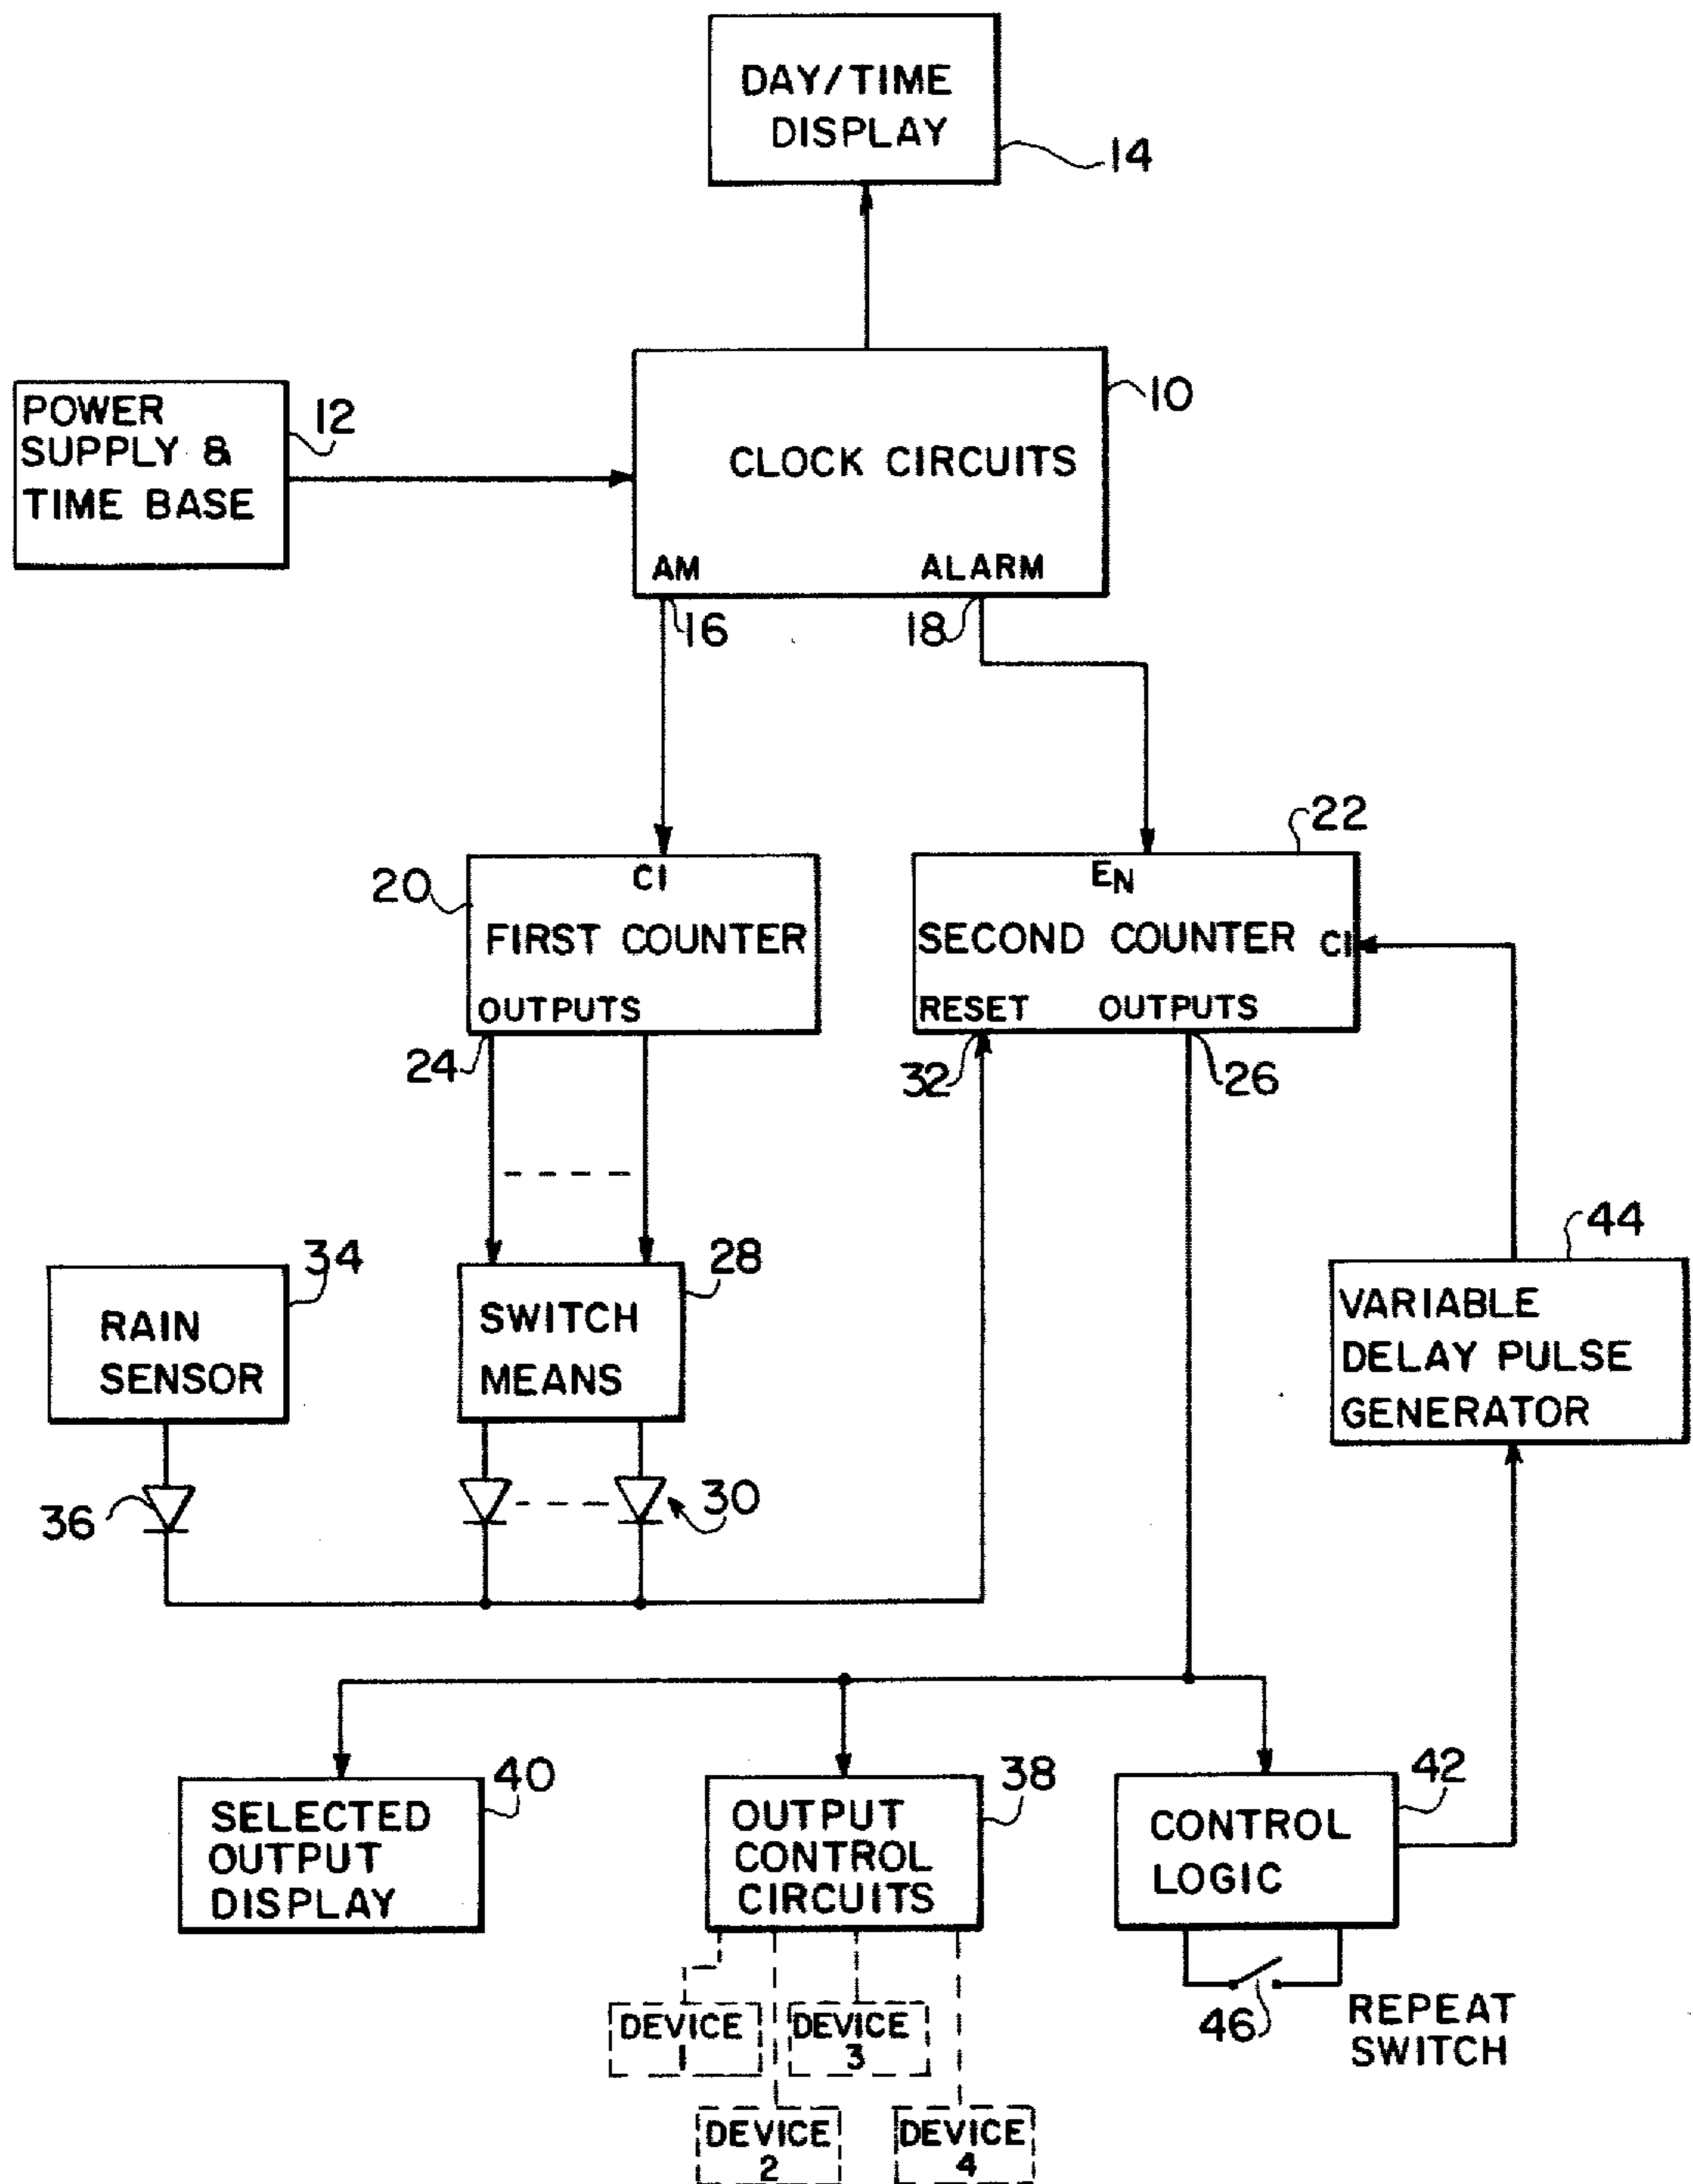 DAY/TIME
DISPLAY
14
POWER
SUPPLY &
TIME BASE
12
10
CLOCK CIRCUITS
AM
ALARM
16
18
22
20
CI
FIRST COUNTER
OUTPUTS
EN
SECOND COUNTER CI
RESET OUTPUTS
24
32
26
34
RAIN
SENSOR
28
SWITCH
MEANS
44
VARIABLE
DELAY PULSE
GENERATOR
36
30
40
SELECTED
OUTPUT
DISPLAY
38
OUTPUT
CONTROL
CIRCUITS
42
CONTROL
LOGIC
46
REPEAT
SWITCH
DEVICE
1
DEVICE
3
DEVICE
2
DEVICE
4